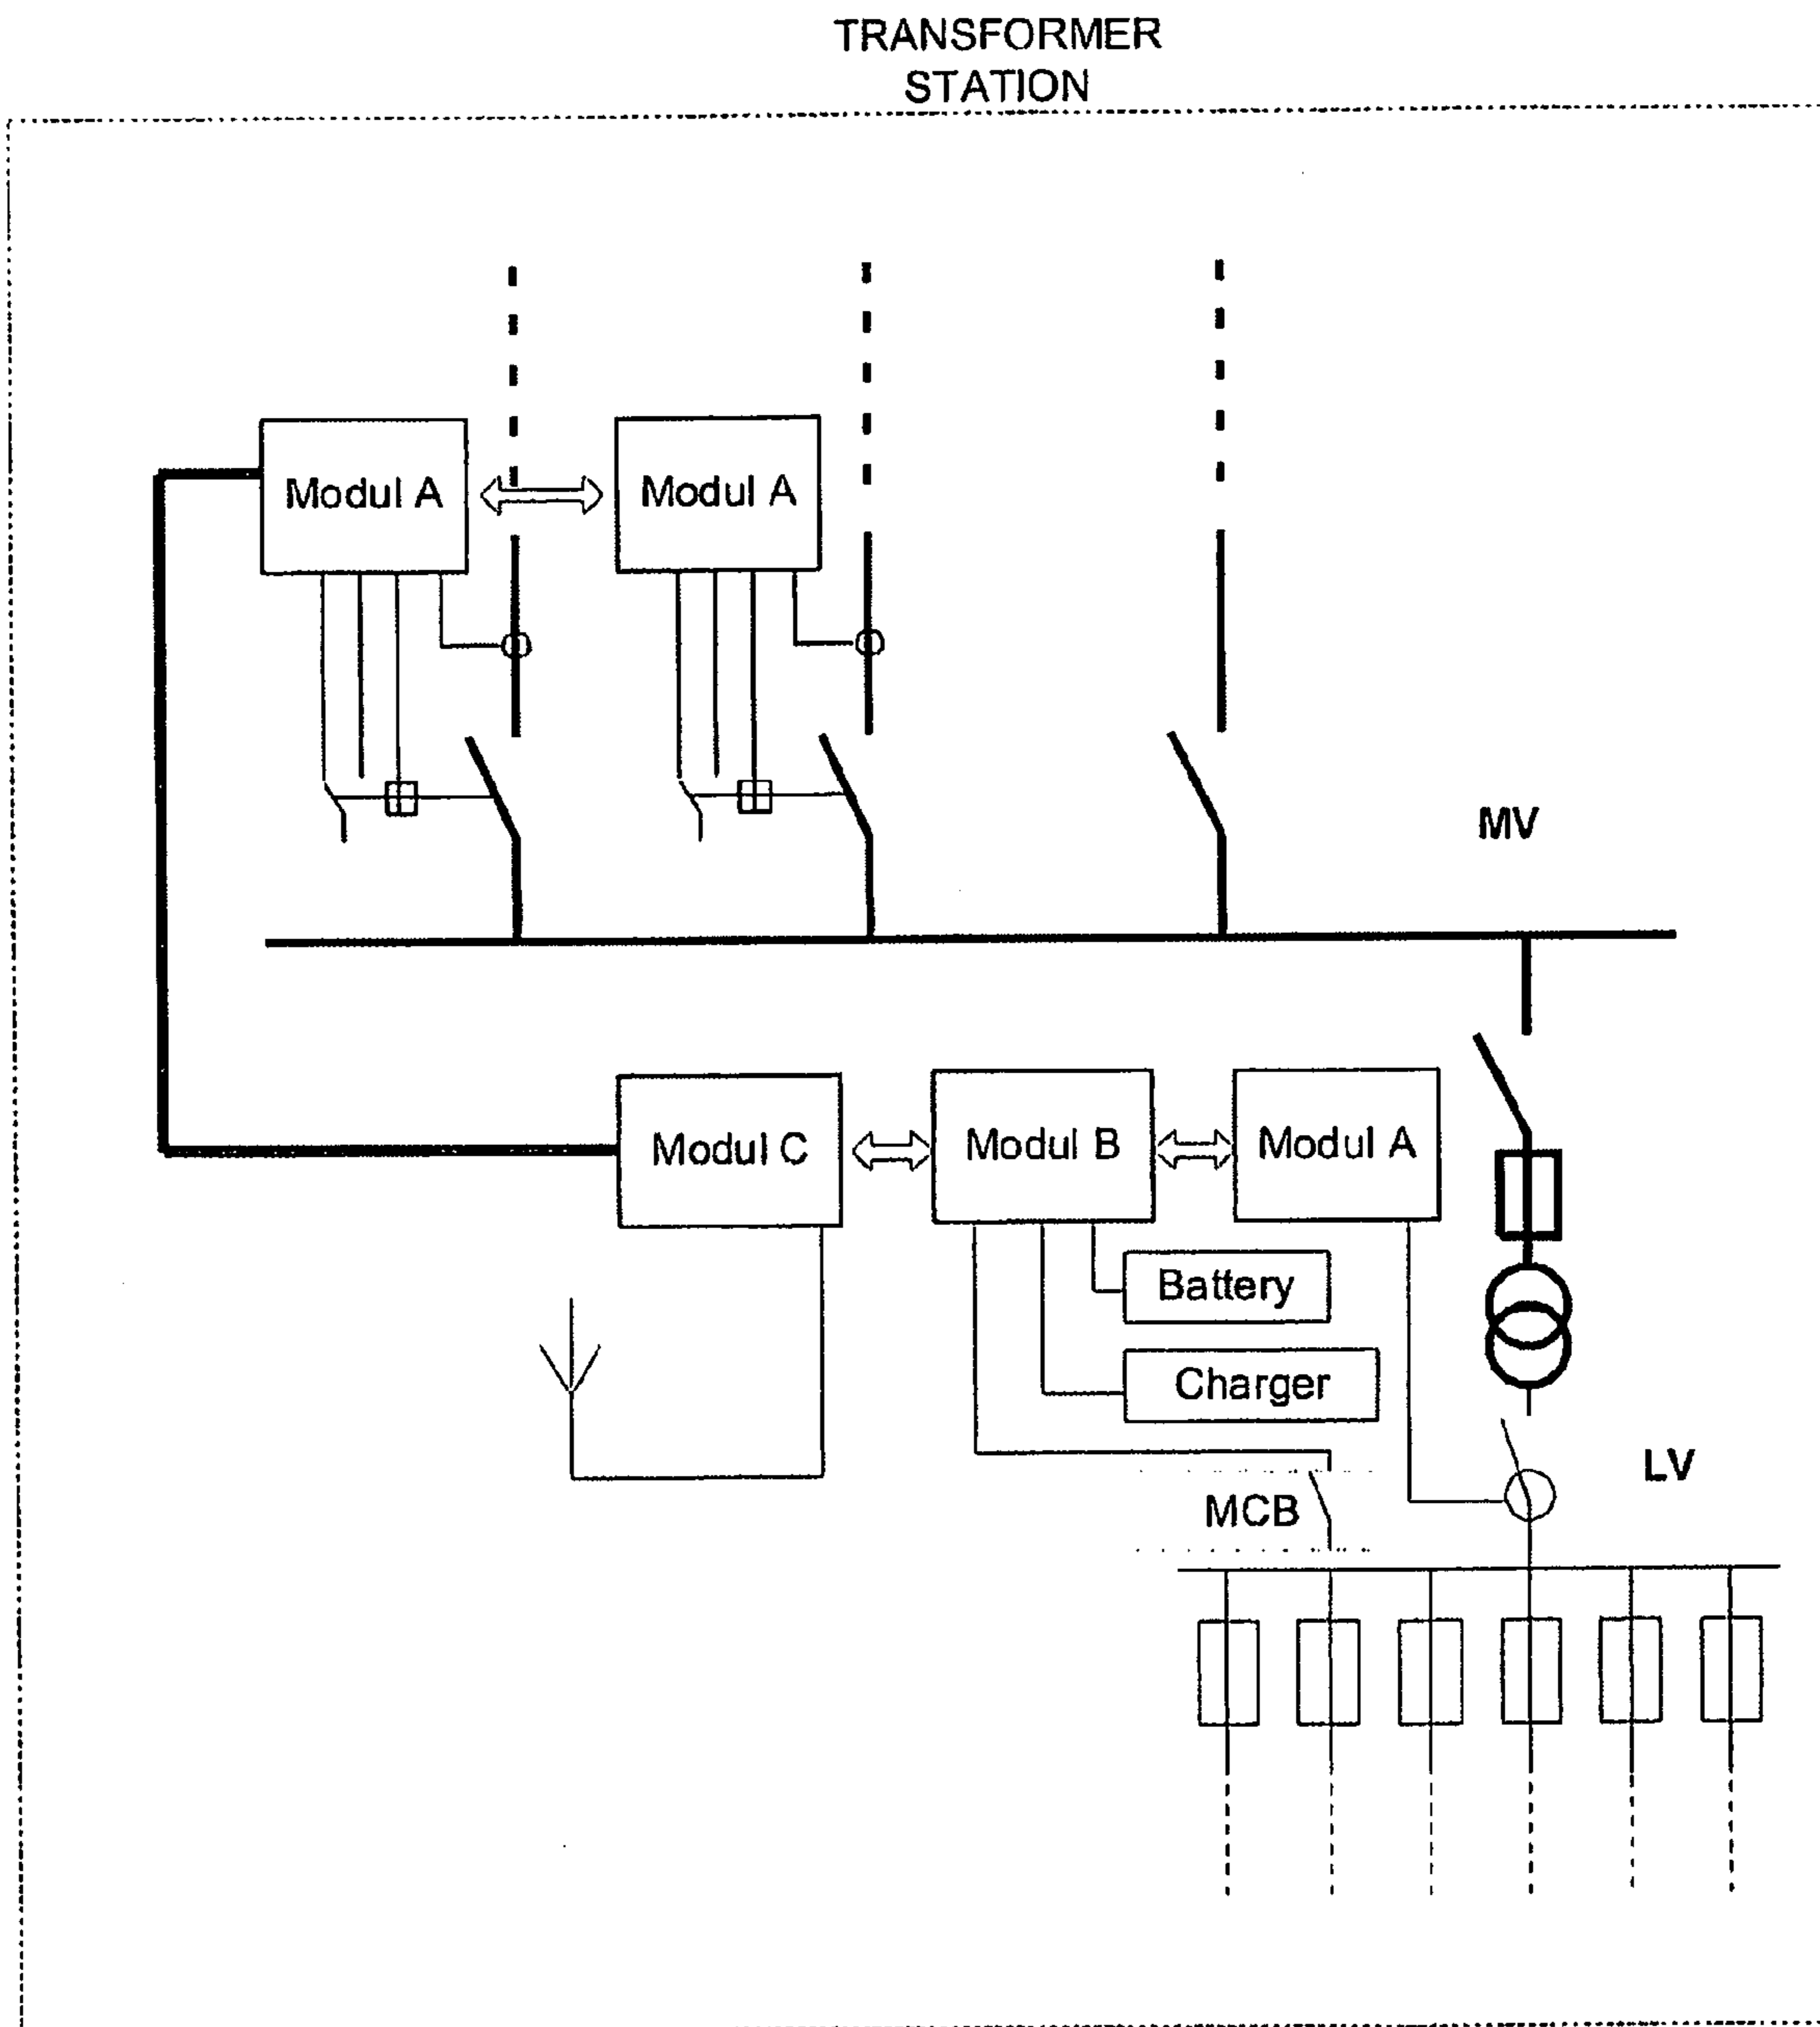 TRANSFORMER
STATION
Modul A
Modul A
MV
Modul C
Modul B
Modul A
Battery
Charger
LV
MCB